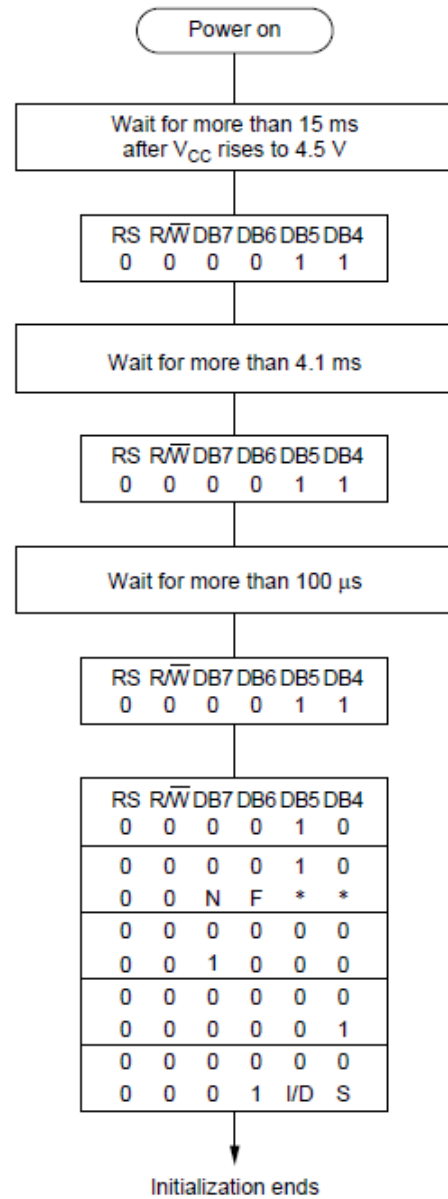 Power on
Wait for more than 15 ms
after VCC rises to 4.5 V
RS R/W̅ DB7 DB6 DB5 DB4
0 0 0 0 1 1
Wait for more than 4.1 ms
RS R/W̅ DB7 DB6 DB5 DB4
0 0 0 0 1 1
Wait for more than 100 μs
RS R/W̅ DB7 DB6 DB5 DB4
0 0 0 0 1 1
RS R/W̅ DB7 DB6 DB5 DB4
0 0 0 0 1 0
0 0 0 0 1 0
0 0 N F * *
0 0 0 0 0 0
0 0 1 0 0 0
0 0 0 0 0 0
0 0 0 0 0 1
0 0 0 0 0 0
0 0 0 1 I/D S
Initialization ends